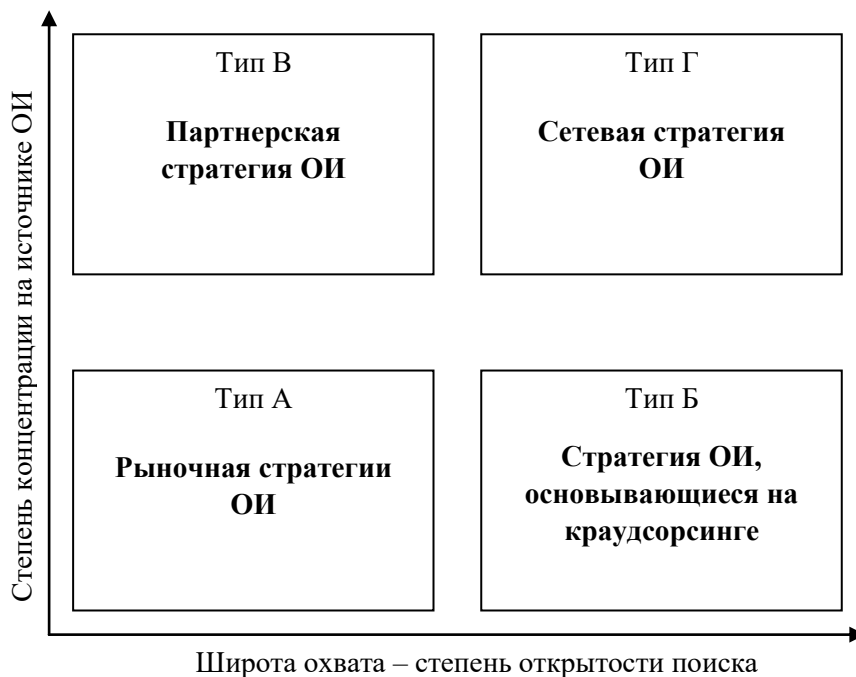 Степень концентрации на источнике ОИ
Тип В
Партнерская
стратегия ОИ
Тип Г
Сетевая стратегия
ОИ
Тип А
Рыночная стратегии
ОИ
Тип Б
Стратегия ОИ,
основывающиеся на
краудсорсинге
Широта охвата – степень открытости поиска